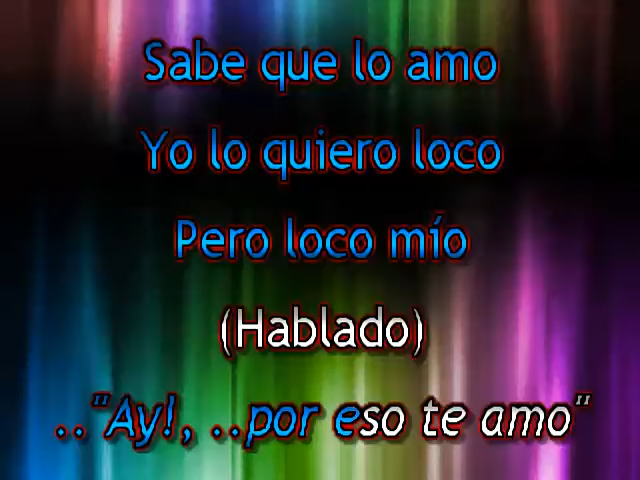 Sabe que lo amo
Yo lo quiero loco
Pero loco mío
(Hablado)
.."Ay!, ..por eso te amo"